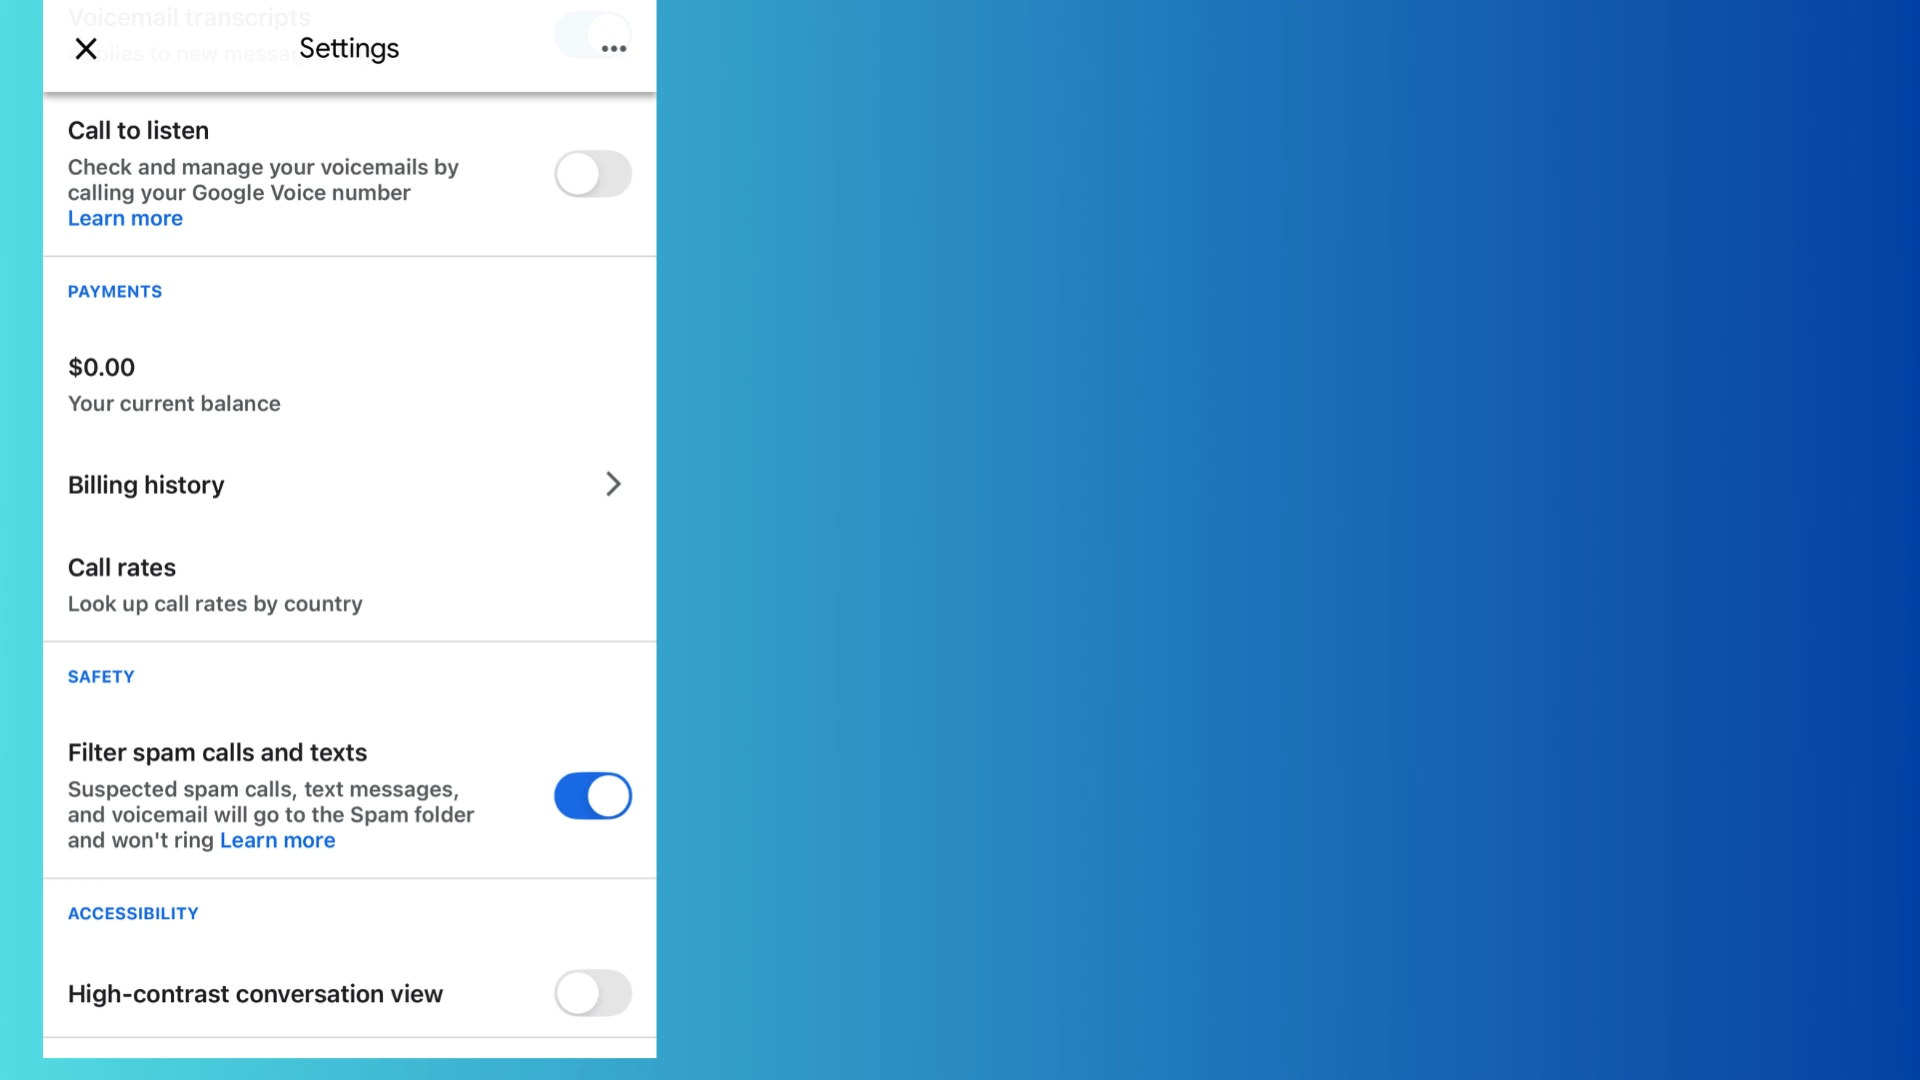 Voicemail transcripts
Settings
Call to listen
Check and manage your voicemails by
calling your Google Voice number
Learn more
PAYMENTS
$0.00
Your current balance
Billing history
Call rates
Look up call rates by country
SAFETY
Filter spam calls and texts
Suspected spam calls, text messages,
and voicemail will go to the Spam folder
and won't ring Learn more
ACCESSIBILITY
High-contrast conversation view